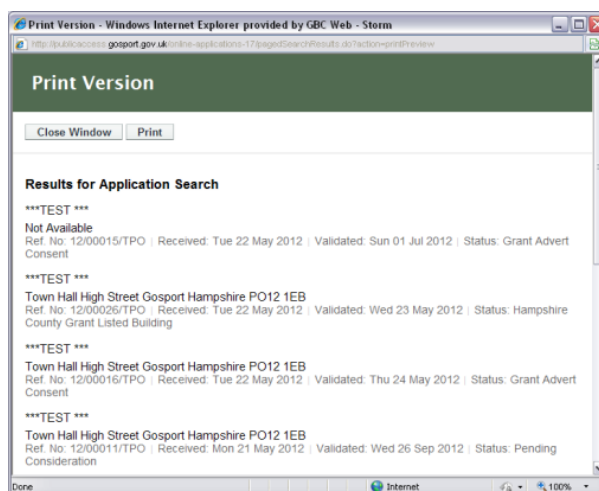 Print Version - Windows Internet Explorer provided by GBC Web - Storm
http://publicaccess.gosport.gov.uk/online-applications-17/pagedSearchResults.do?action=printPreview
Print Version
Close Window Print
Results for Application Search
***TEST ***
Not Available
Ref. No: 12/00015/TPO | Received: Tue 22 May 2012 | Validated: Sun 01 Jul 2012 | Status: Grant Advert
Consent
***TEST ***
Town Hall High Street Gosport Hampshire PO12 1EB
Ref. No: 12/00026/TPO | Received: Tue 22 May 2012 | Validated: Wed 23 May 2012 | Status: Hampshire
County Grant Listed Building
***TEST ***
Town Hall High Street Gosport Hampshire PO12 1EB
Ref. No: 12/00016/TPO | Received: Tue 22 May 2012 | Validated: Thu 24 May 2012 | Status: Grant Advert
Consent
***TEST ***
Town Hall High Street Gosport Hampshire PO12 1EB
Ref. No: 12/00011/TPO | Received: Mon 21 May 2012 | Validated: Wed 26 Sep 2012 | Status: Pending
Consideration
Done Internet 100%